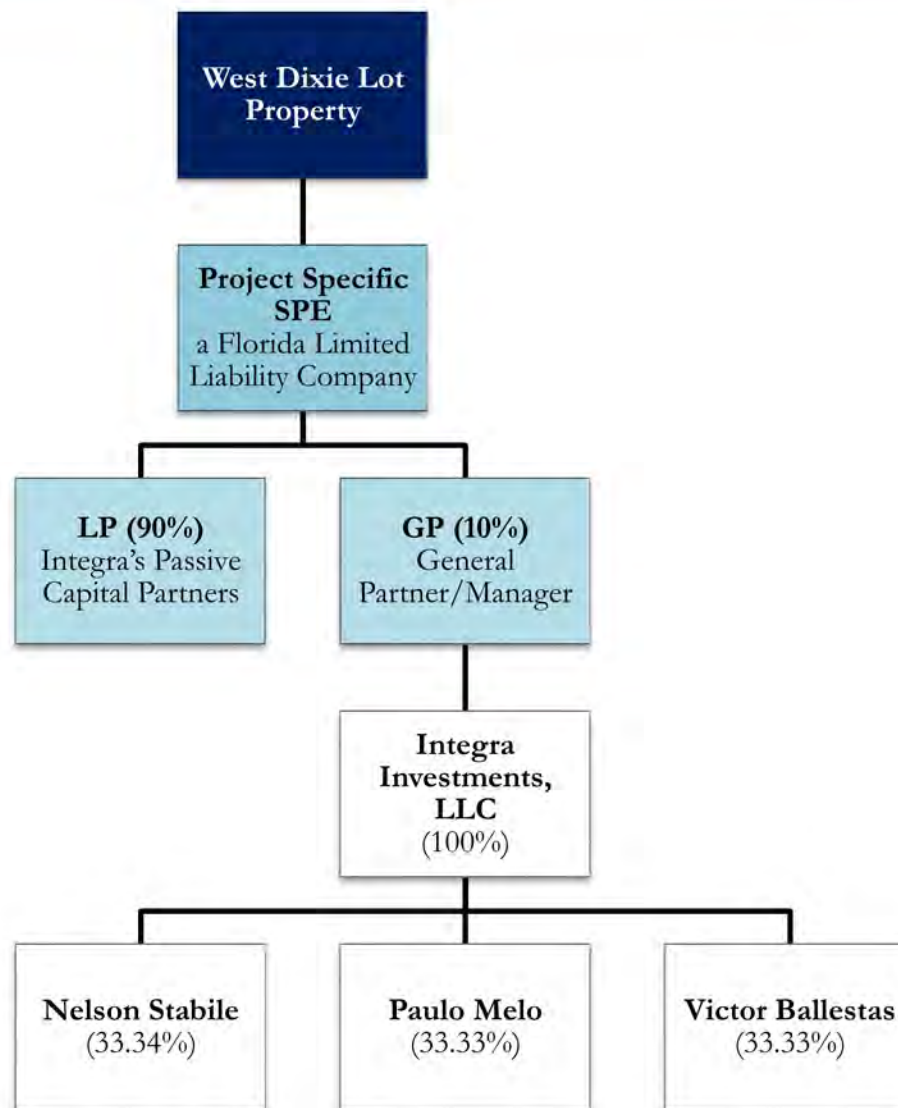 West Dixie Lot
Property
Project Specific
SPE
a Florida Limited
Liability Company
LP (90%)
Integra's Passive
Capital Partners
GP (10%)
General
Partner/Manager
Integra
Investments,
LLC
(100%)
Nelson Stabile
(33.34%)
Paulo Melo
(33.33%)
Victor Ballestas
(33.33%)